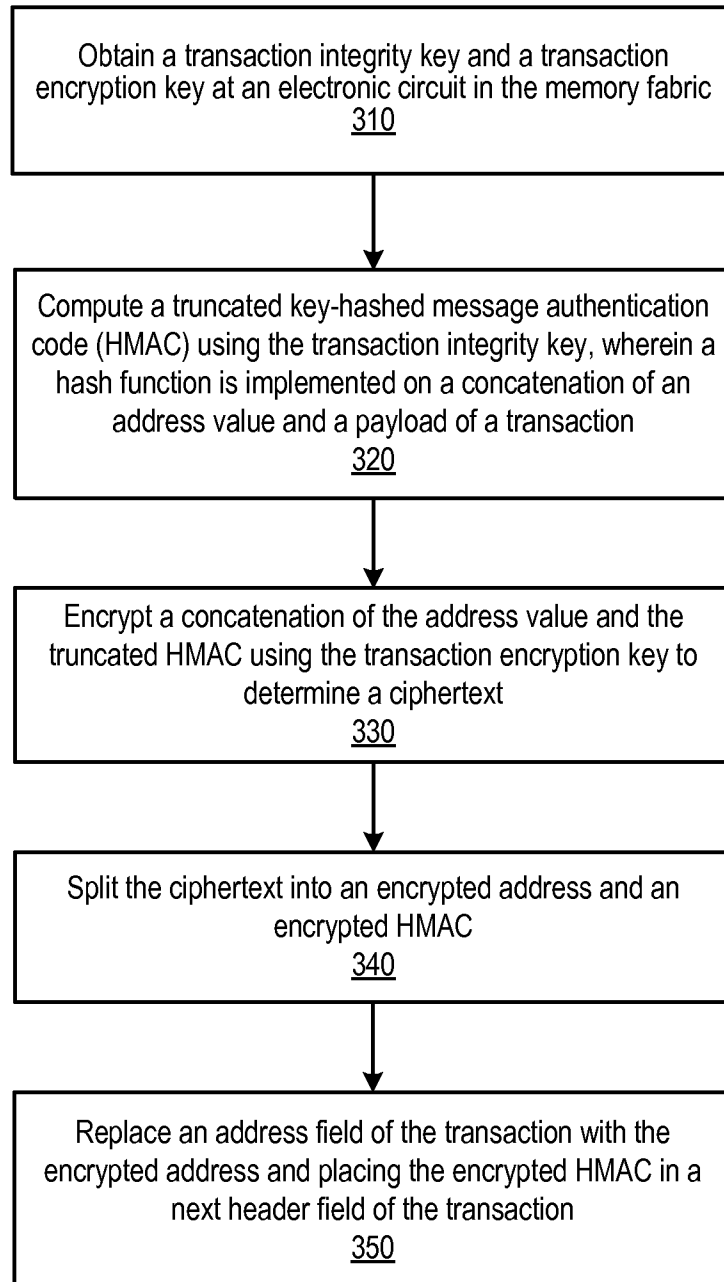 Obtain a transaction integrity key and a transaction
encryption key at an electronic circuit in the memory fabric
310
Compute a truncated key-hashed message authentication
code (HMAC) using the transaction integrity key, wherein a
hash function is implemented on a concatenation of an
address value and a payload of a transaction
320
Encrypt a concatenation of the address value and the
truncated HMAC using the transaction encryption key to
determine a ciphertext
330
Split the ciphertext into an encrypted address and an
encrypted HMAC
340
Replace an address field of the transaction with the
encrypted address and placing the encrypted HMAC in a
next header field of the transaction
350